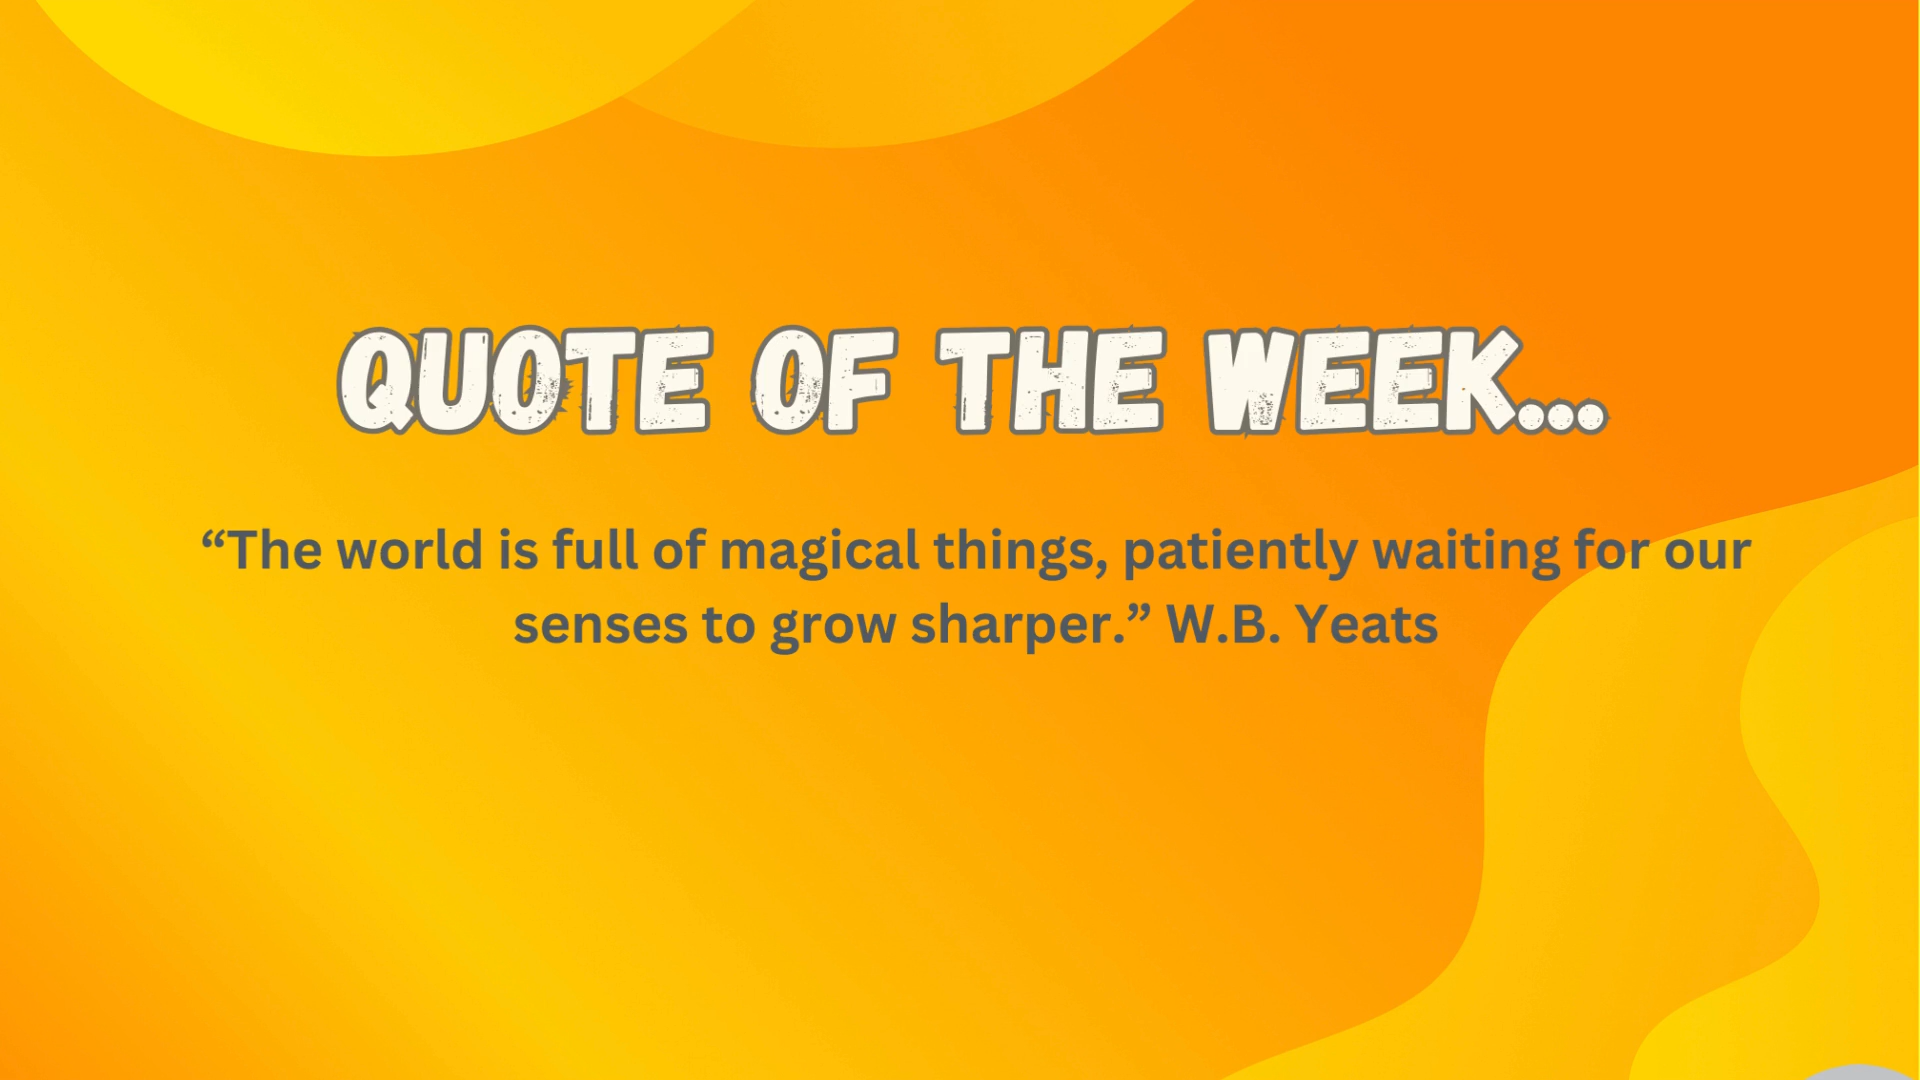 QUOTE OF THE WEEK...
“The world is full of magical things, patiently waiting for our
senses to grow sharper.” W.B. Yeats